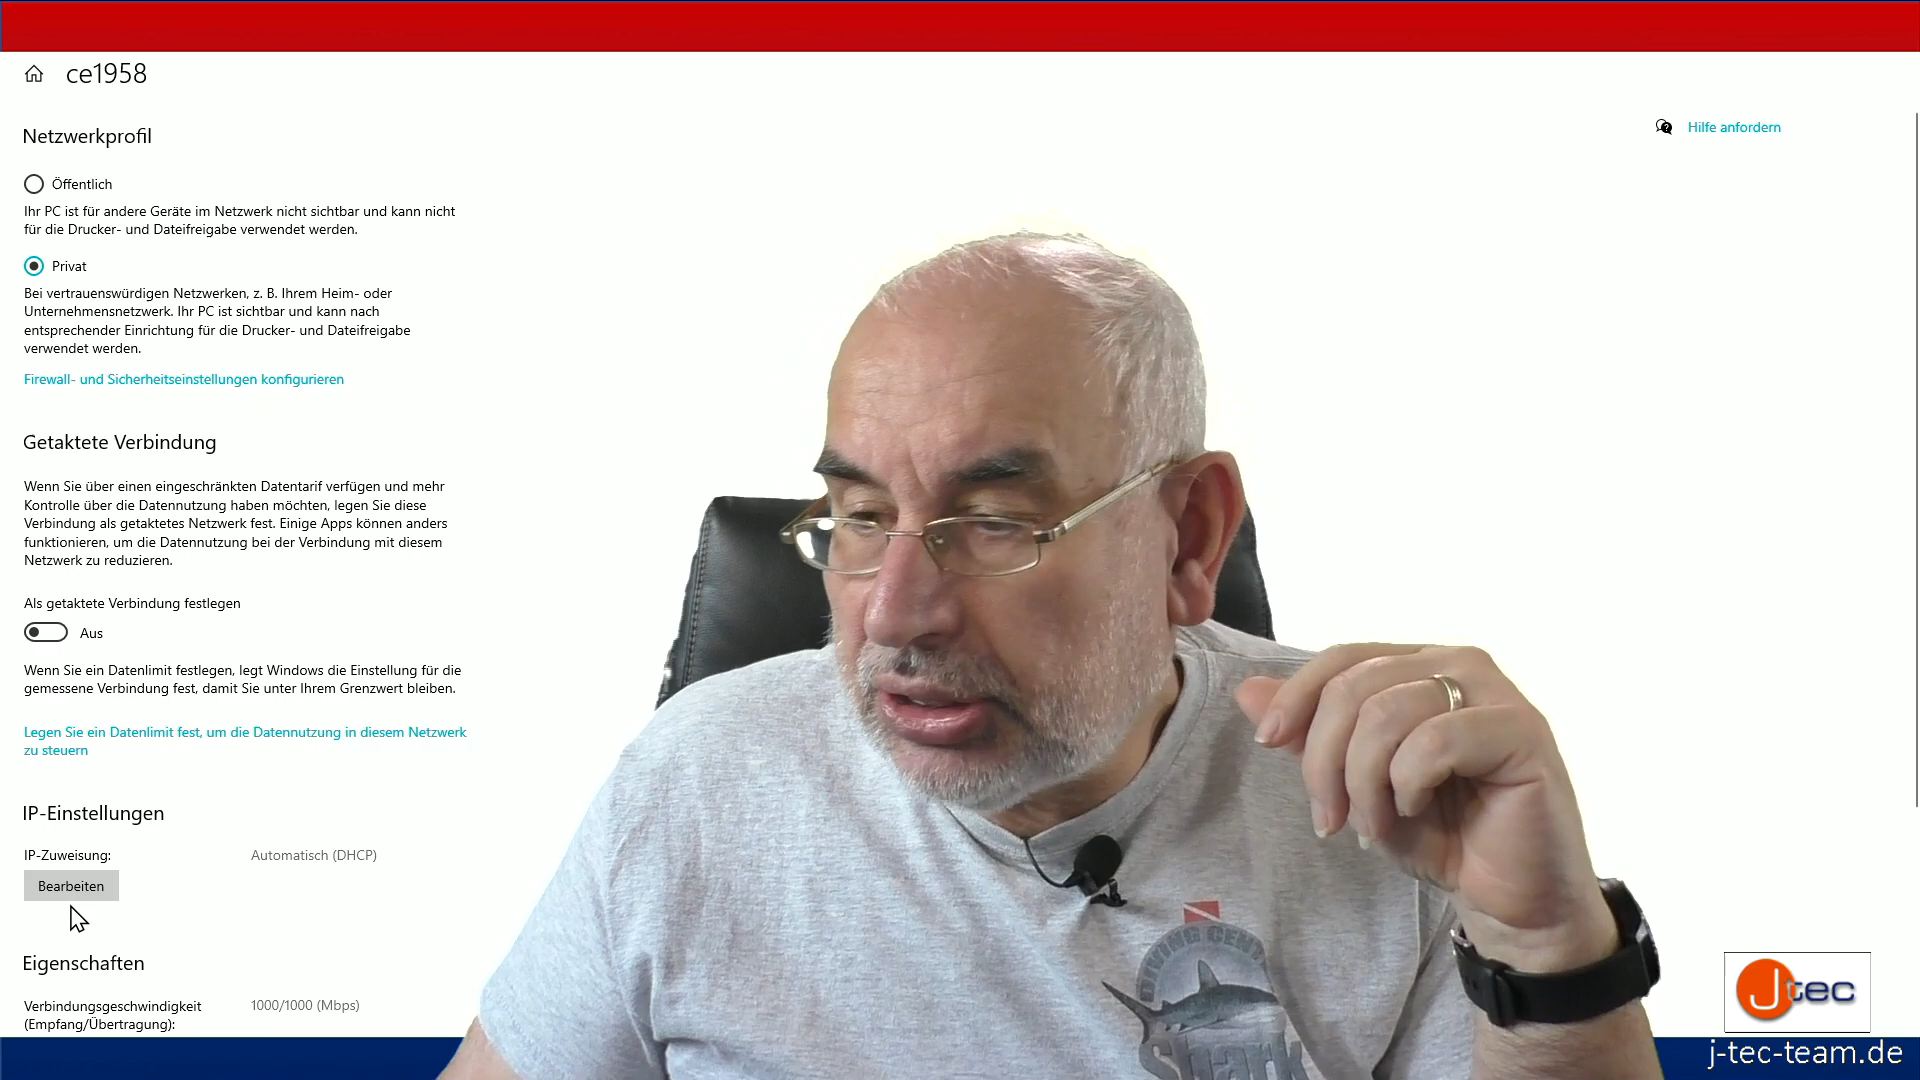 ce1958
Hilfe anfordern
Netzwerkprofil
Öffentlich
Ihr PC ist für andere Geräte im Netzwerk nicht sichtbar und kann nicht
für die Drucker- und Dateifreigabe verwendet werden.
Privat
Bei vertrauenswürdigen Netzwerken, z. B. Ihrem Heim- oder
Unternehmensnetzwerk. Ihr PC ist sichtbar und kann nach
entsprechender Einrichtung für die Drucker- und Dateifreigabe
verwendet werden.
Firewall- und Sicherheitseinstellungen konfigurieren
Getaktete Verbindung
Wenn Sie über einen eingeschränkten Datentarif verfügen und mehr
Kontrolle über die Datennutzung haben möchten, legen Sie diese
Verbindung als getaktetes Netzwerk fest. Einige Apps können anders
funktionieren, um die Datennutzung bei der Verbindung mit diesem
Netzwerk zu reduzieren.
Als getaktete Verbindung festlegen
Aus
Wenn Sie ein Datenlimit festlegen, legt Windows die Einstellung für die
gemessene Verbindung fest, damit Sie unter Ihrem Grenzwert bleiben.
Legen Sie ein Datenlimit fest, um die Datennutzung in diesem Netzwerk
zu steuern
IP-Einstellungen
IP-Zuweisung: Automatisch (DHCP)
Bearbeiten
Eigenschaften
Verbindungsgeschwindigkeit 1000/1000 (Mbps)
(Empfang/Übertragung):
Jtec
j-tec-team.de